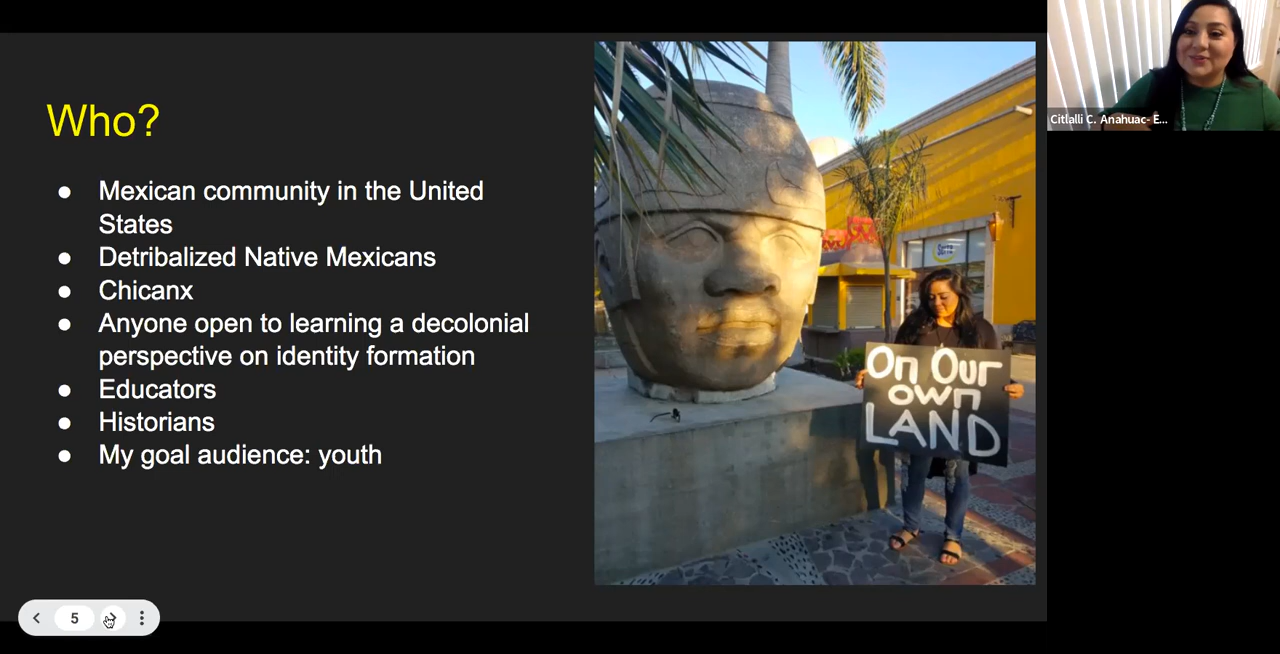 Who?
● Mexican community in the United
States
● Detribalized Native Mexicans
● Chicanx
● Anyone open to learning a decolonial
perspective on identity formation
● Educators
● Historians
● My goal audience: youth
On Our
own
LAND
Citlalli C. Anahuac- E...
5